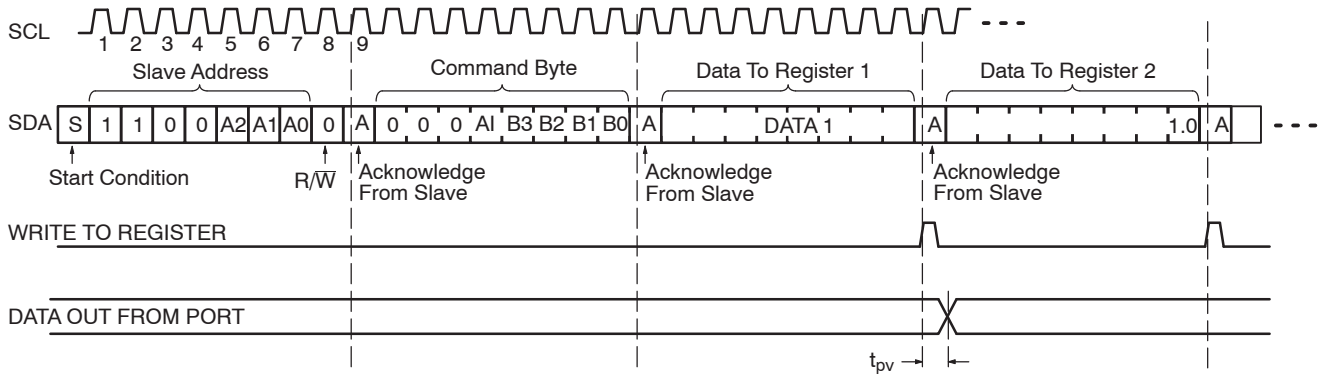 SCL
1 2 3 4 5 6 7 8 9
Slave Address Command Byte Data To Register 1 Data To Register 2
SDA S 1 1 0 0 A2 A1 A0 0 A 0 0 0 AI B3 B2 B1 B0 A DATA 1 A 1.0 A
Start Condition R/W̅ Acknowledge From Slave Acknowledge From Slave Acknowledge From Slave
WRITE TO REGISTER
DATA OUT FROM PORT
tpv